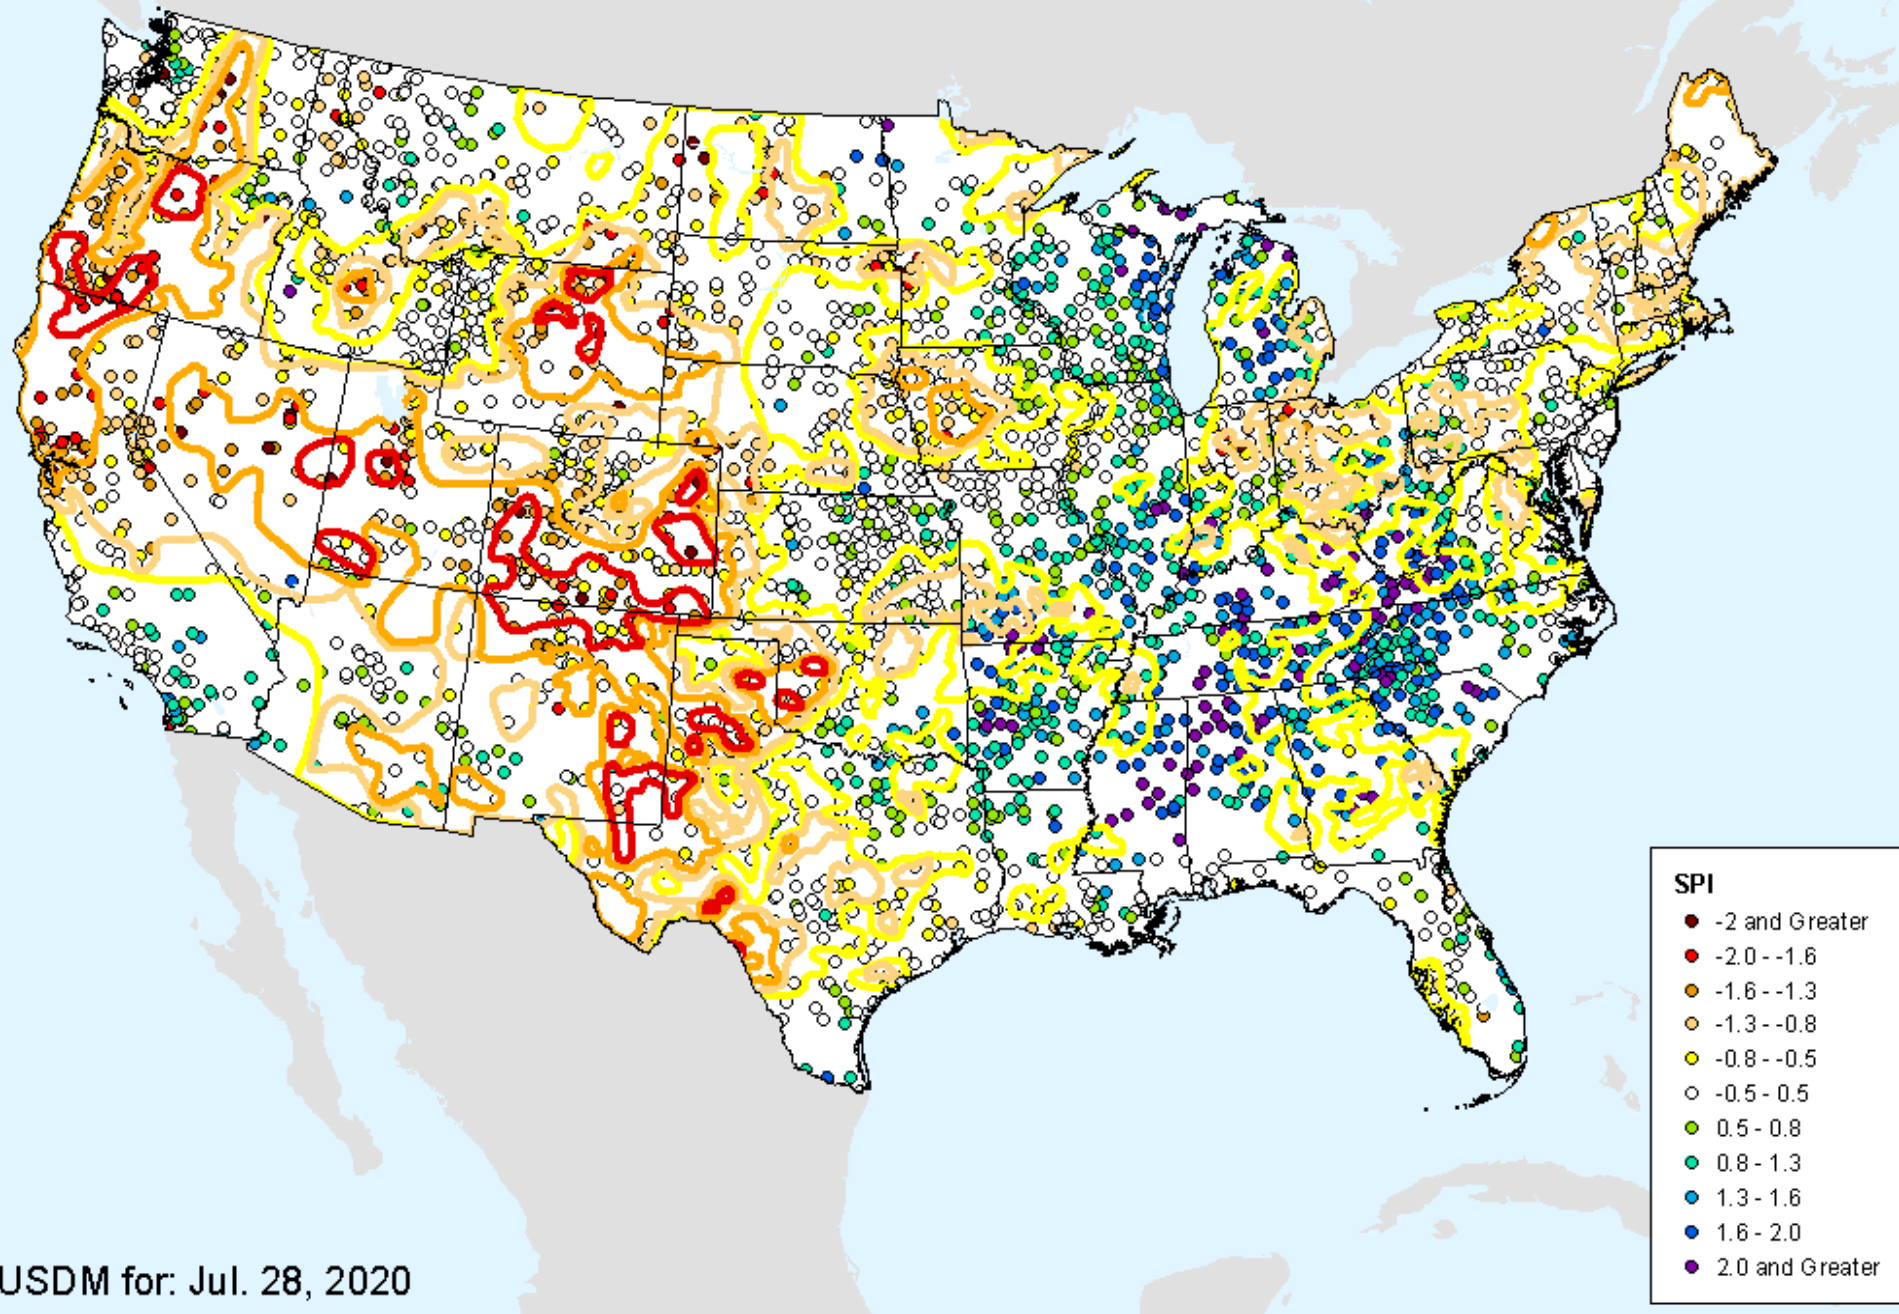 SPI
-2 and Greater
-2.0 - -1.6
-1.6 - -1.3
-1.3 - -0.8
-0.8 - -0.5
-0.5 - 0.5
0.5 - 0.8
0.8 - 1.3
1.3 - 1.6
1.6 - 2.0
2.0 and Greater
USDM for: Jul. 28, 2020